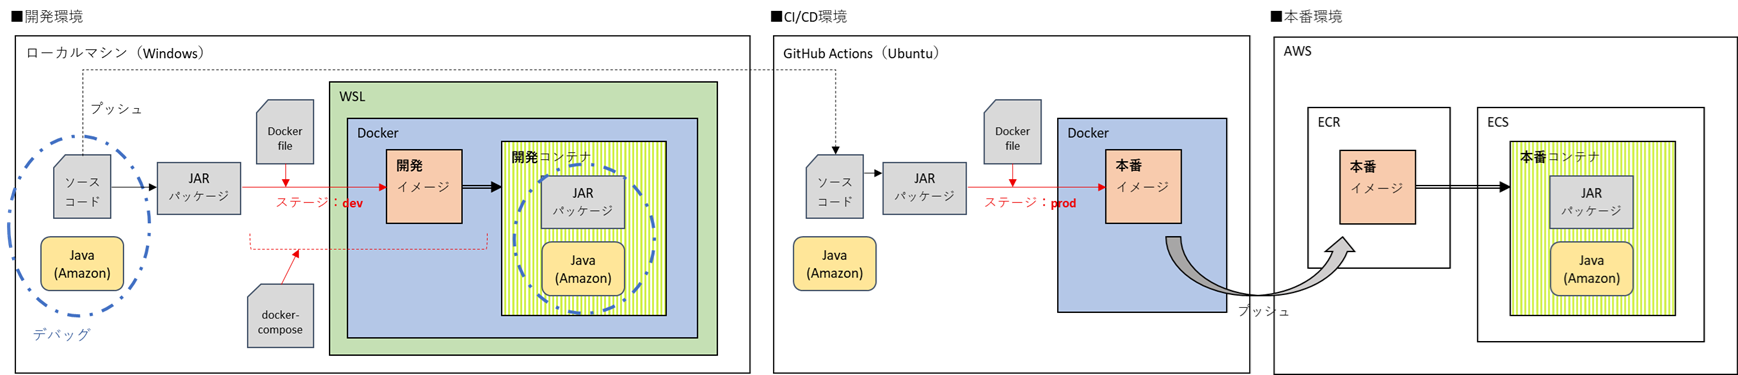 ■開発環境
ローカルマシン（Windows）
プッシュ
ソース
コード
Java
(Amazon)
デバッグ
JAR
パッケージ
Docker
file
ステージ：dev
docker-
compose
WSL
Docker
開発
イメージ
開発コンテナ
JAR
パッケージ
Java
(Amazon)
■CI/CD環境
GitHub Actions（Ubuntu）
ソース
コード
Java
(Amazon)
JAR
パッケージ
Docker
file
ステージ：prod
Docker
本番
イメージ
プッシュ
■本番環境
AWS
ECR
本番
イメージ
ECS
本番コンテナ
JAR
パッケージ
Java
(Amazon)